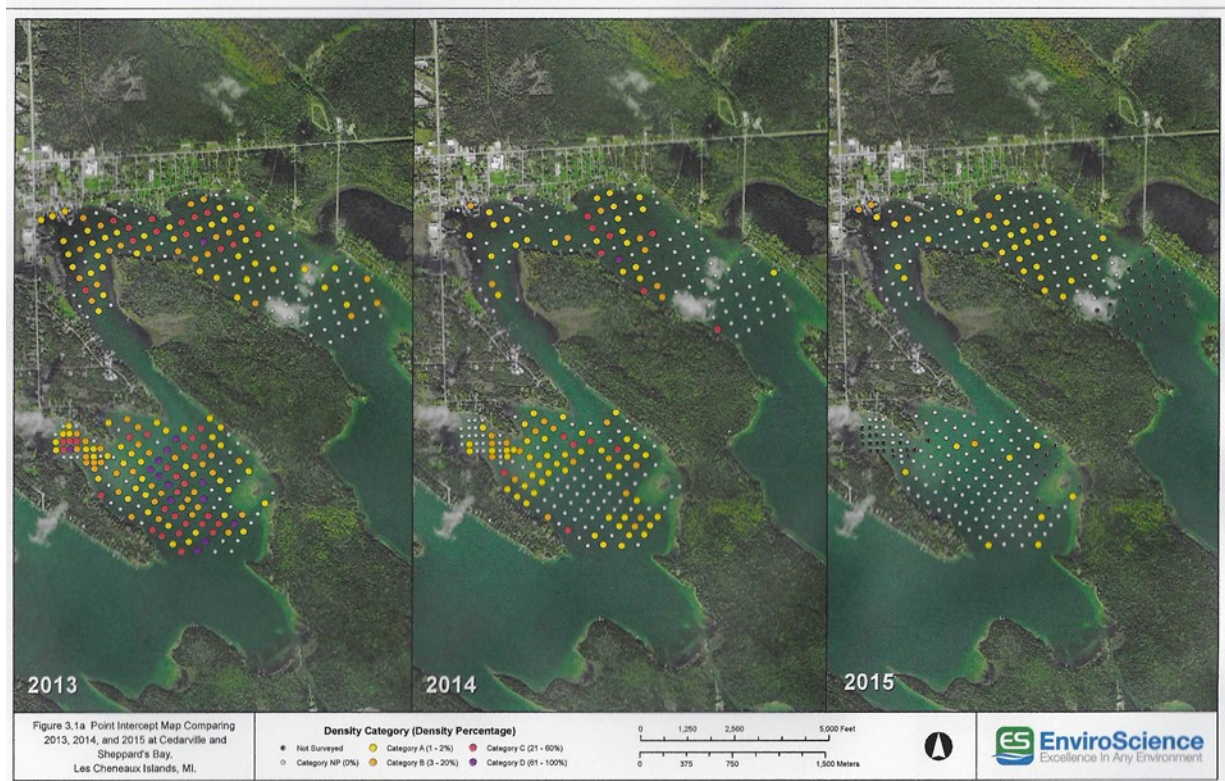 2013
2014
2015
Figure 3.1a Point Intercept Map Comparing
2013, 2014, and 2015 at Cedarville and
Sheppard's Bay.
Les Cheneaux Islands, MI.
Density Category (Density Percentage)
Not Surveyed
Category A (1 - 2%)
Category C (21 - 60%)
Category NP (0%)
Category B (3 - 20%)
Category D (61 - 100%)
0 1,250 2,500 5,000 Feet
0 375 750 1,500 Meters
ES EnviroScience
Excellence In Any Environment